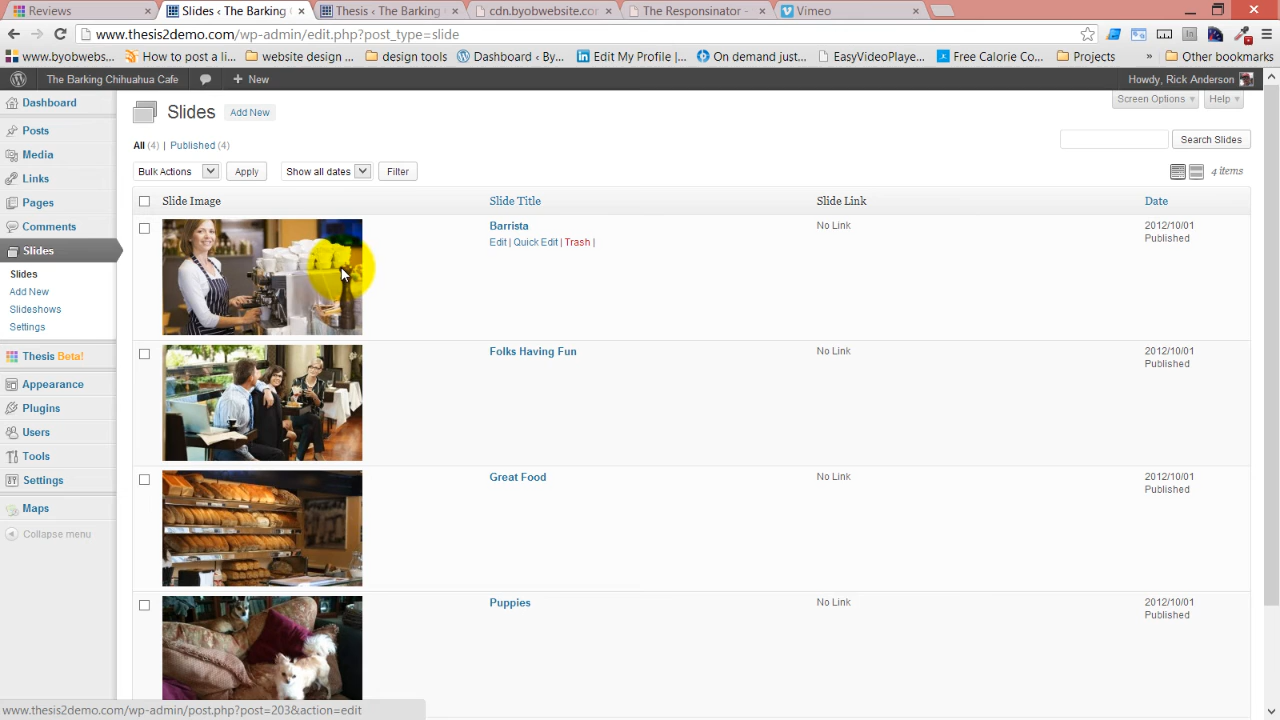 Reviews
Slides ‹ The Barking C
Thesis ‹ The Barking Chi
cdn.byobwebsite.cor
The Responsinator -
Vimeo
www.thesis2demo.com/wp-admin/edit.php?post_type=slide
www.byobwebs...
How to post a li...
website design ...
design tools
Dashboard ‹ By...
Edit My Profile |...
On demand just...
EasyVideoPlaye...
Free Calorie Co...
Projects
»
Other bookmarks
The Barking Chihuahua Cafe
+ New
Howdy, Rick Anderson
Dashboard
Posts
Media
Links
Pages
Comments
Slides
Slides
Add New
Slideshows
Settings
Thesis Beta!
Appearance
Plugins
Users
Tools
Settings
Maps
Collapse menu
Screen Options
Help
Slides
Add New
All (4) | Published (4)
Search Slides
Bulk Actions
Apply
Show all dates
Filter
4 items
Slide Image
Slide Title
Slide Link
Date
Barrista
Edit | Quick Edit | Trash |
No Link
2012/10/01
Published
Folks Having Fun
No Link
2012/10/01
Published
Great Food
No Link
2012/10/01
Published
Puppies
No Link
2012/10/01
Published
www.thesis2demo.com/wp-admin/post.php?post=203&action=edit